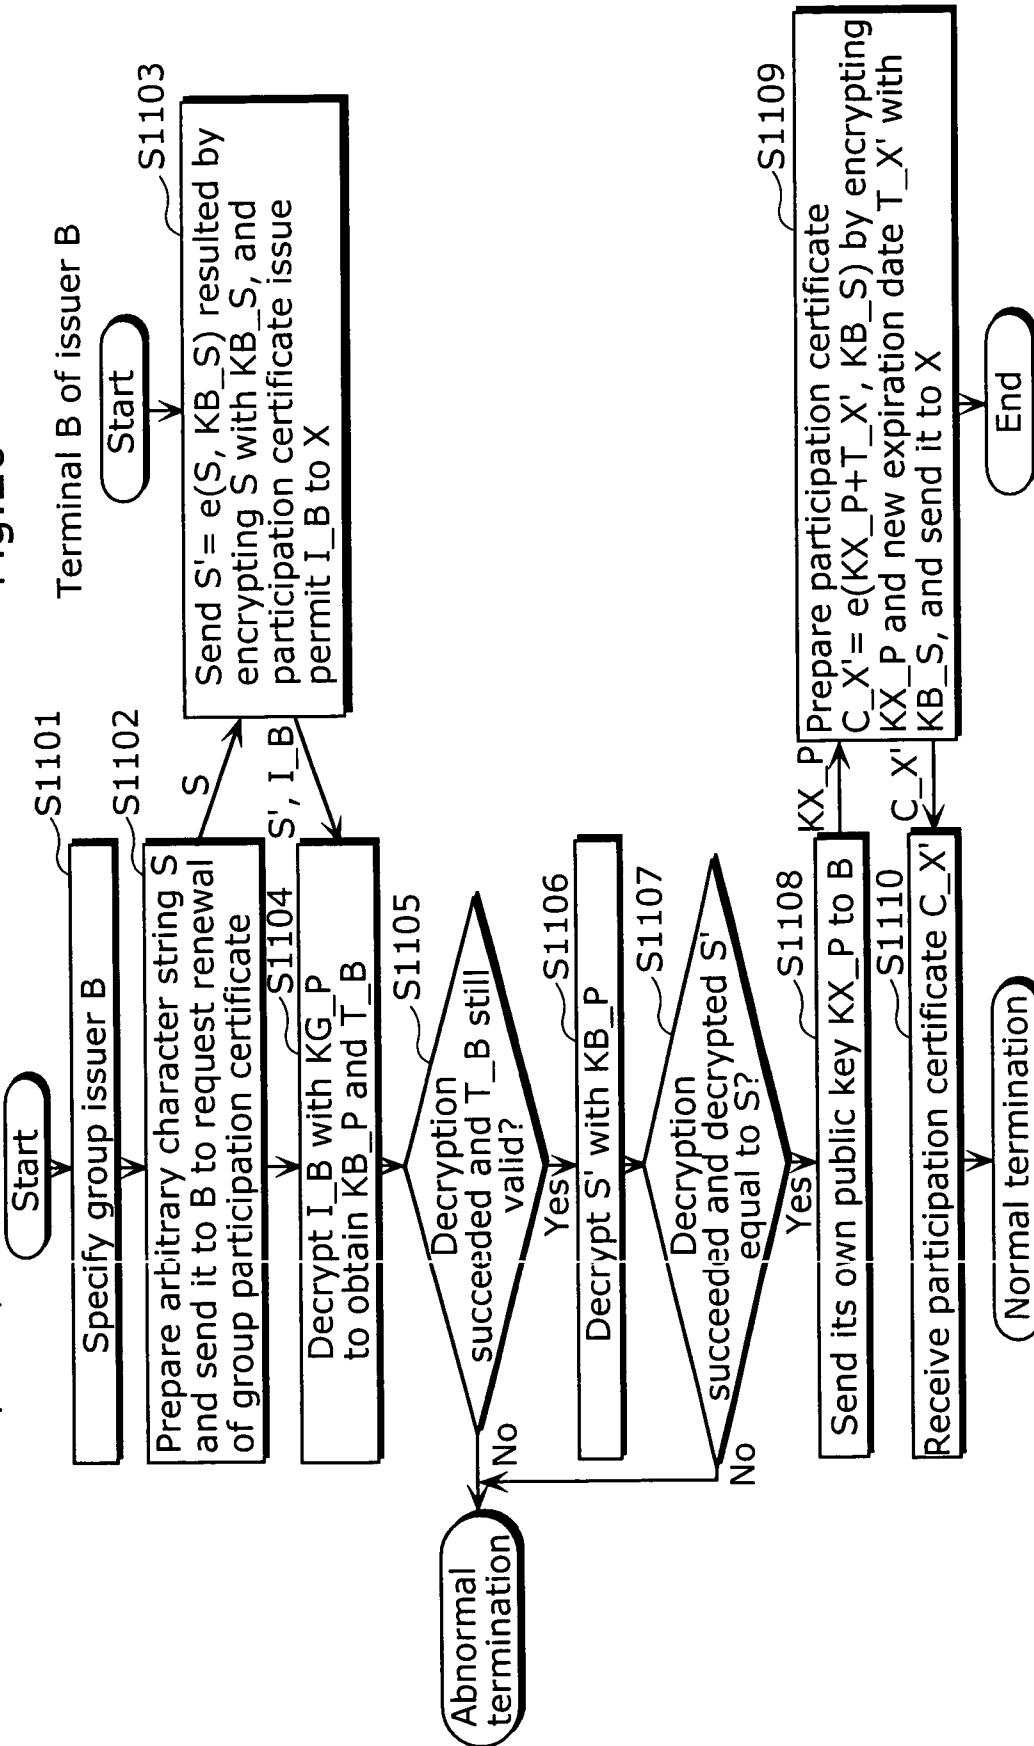 Terminal B of issuer B
Start
Start
Specify group issuer B
S1101
Prepare arbitrary character string S
and send it to B to request renewal
of group participation certificate
S1102
S
Send S'= e(S, KB_S) resulted by
encrypting S with KB_S, and
participation certificate issue
permit I_B to X
S1103
S', I_B
Decrypt I_B with KG_P
to obtain KB_P and T_B
S1104
Decryption
succeeded and T_B still
valid?
S1105
No
Yes
Abnormal
termination
Decrypt S' with KB_P
S1106
Decryption
succeeded and decrypted S'
equal to S?
S1107
No
Yes
Send its own public key KX_P to B
S1108
KX_P
Prepare participation certificate
C_X'= e(KX_P+T_X', KB_S) by encrypting
KX_P and new expiration date T_X' with
KB_S, and send it to X
S1109
C_X'
Receive participation certificate C_X'
S1110
Normal termination
End